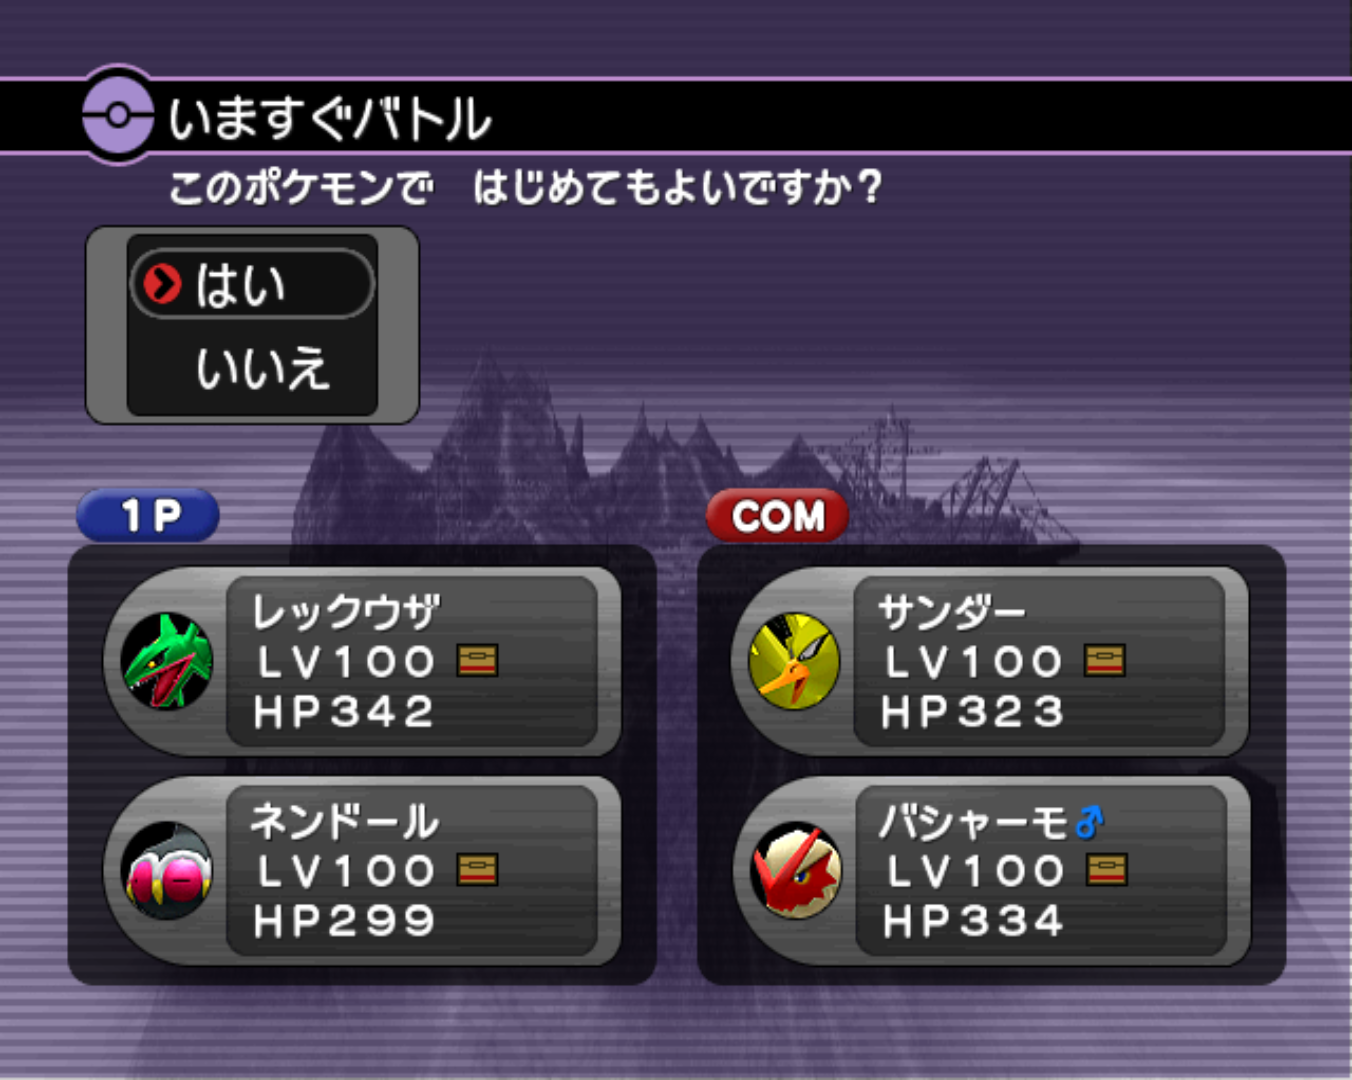 いますぐバトル
このポケモンで　はじめてもよいですか？
はい
いいえ
1P
レックウザ
LV100
HP342
ネンドール
LV100
HP299
COM
サンダー
LV100
HP323
バシャーモ♂
LV100
HP334